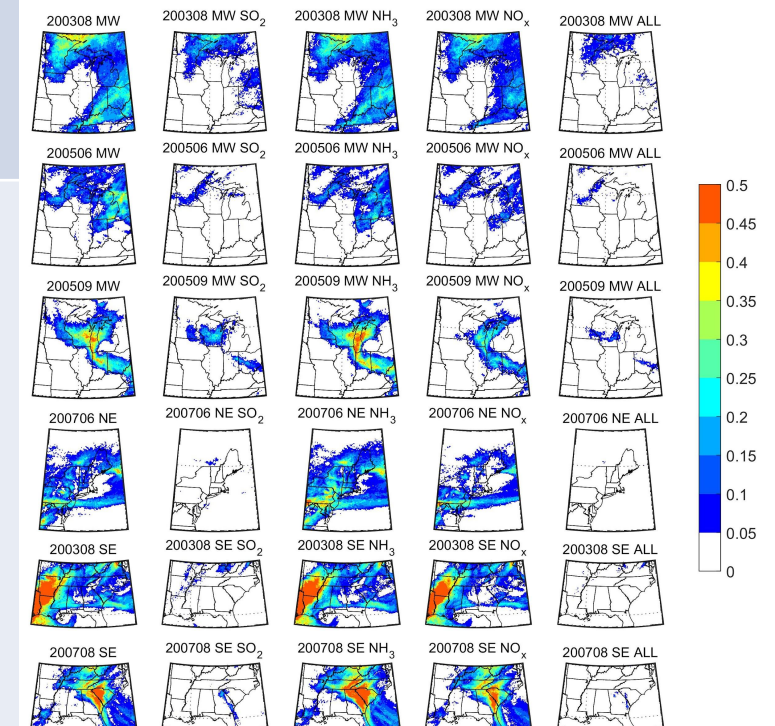 200308 MW
200308 MW SO2
200308 MW NH3
200308 MW NOx
200308 MW ALL
200506 MW
200506 MW SO2
200506 MW NH3
200506 MW NOx
200506 MW ALL
200509 MW
200509 MW SO2
200509 MW NH3
200509 MW NOx
200509 MW ALL
200706 NE
200706 NE SO2
200706 NE NH3
200706 NE NOx
200706 NE ALL
200308 SE
200308 SE SO2
200308 SE NH3
200308 SE NOx
200308 SE ALL
200708 SE
200708 SE SO2
200708 SE NH3
200708 SE NOx
200708 SE ALL
0.5
0.45
0.4
0.35
0.3
0.25
0.2
0.15
0.1
0.05
0